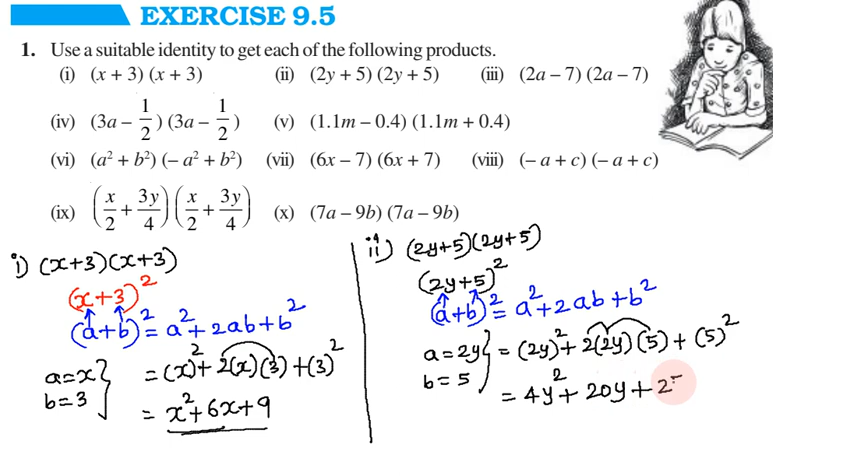 EXERCISE 9.5
1. Use a suitable identity to get each of the following products.
(i) (x + 3) (x + 3) (ii) (2y + 5) (2y + 5) (iii) (2a – 7) (2a – 7)
(iv) (3a – 1/2) (3a – 1/2) (v) (1.1m – 0.4) (1.1m + 0.4)
(vi) (a² + b²) (– a² + b²) (vii) (6x – 7) (6x + 7) (viii) (– a + c) (– a + c)
(ix) (x/2 + 3y/4) (x/2 + 3y/4) (x) (7a – 9b) (7a – 9b)
i) (x+3)(x+3)
(x+3)²
(a+b)² = a² + 2ab + b²
a=x
b=3
= (x)² + 2(x)(3) + (3)²
= x² + 6x + 9
ii) (2y+5)(2y+5)
(2y+5)²
(a+b)² = a² + 2ab + b²
a = 2y
b = 5
= (2y)² + 2(2y)(5) + (5)²
= 4y² + 20y + 2